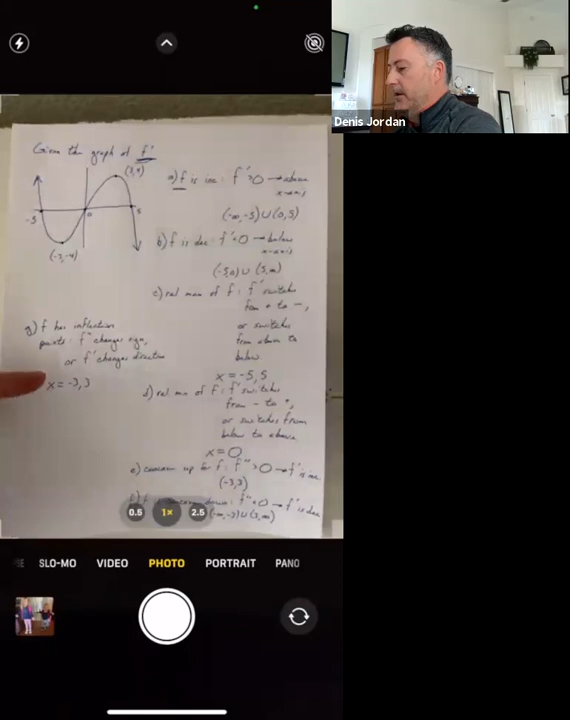 Denis Jordan
Given the graph of f'
(3,4)
-5
0
5
(-3,-4)
a) f is inc: f'>0 → above
x-axis
(-∞,-5)∪(0,5)
b) f is dec: f'<0 → below
x-axis
(-5,0) ∪ (5,∞)
c) rel max of f: f' switches
from + to -,
or switches
from above to
below.
x = -5,5
d) rel min of f: f' switches
from - to +,
or switches from
below to above.
x = 0
e) concave up for f: f''>0 → f' is inc
(-3,3)
f) f concave down: f''<0 → f' is dec
(-∞,-3)∪(3,∞)
g) f has inflection
points: f'' changes sign,
or f' changes direction
x = -3,3
0.5 1× 2.5
SLO-MO VIDEO PHOTO PORTRAIT PANO